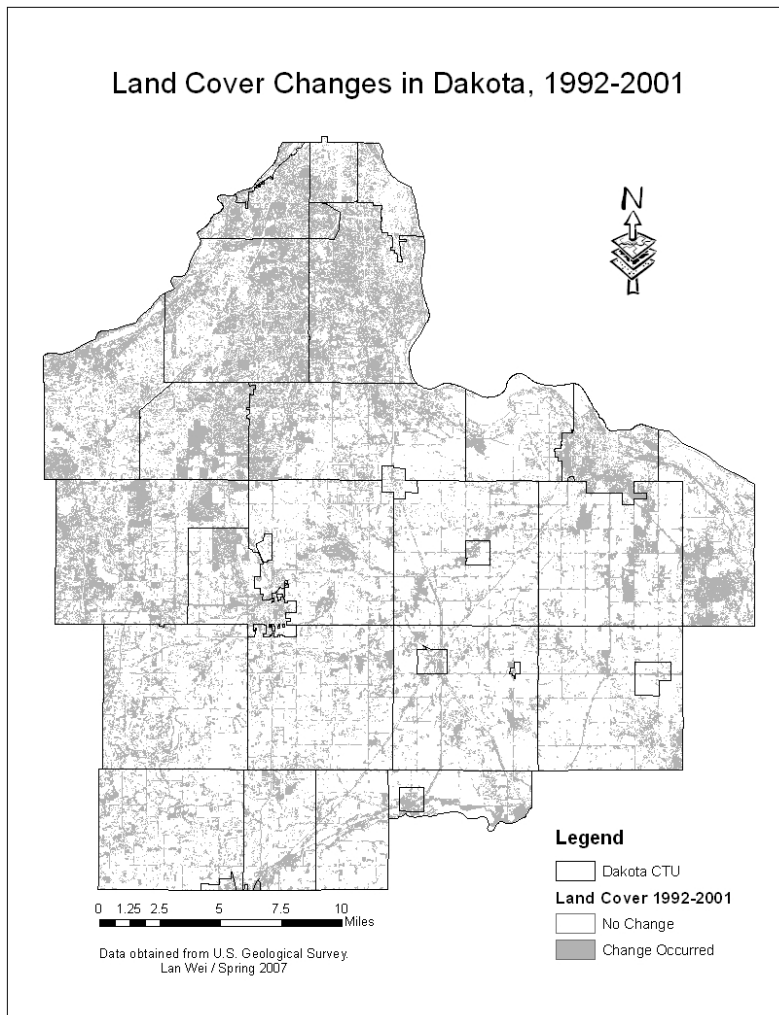 Land Cover Changes in Dakota, 1992-2001
N
Legend
Dakota CTU
Land Cover 1992-2001
No Change
Change Occurred
0 1.25 2.5 5 7.5 10
Miles
Data obtained from U.S. Geological Survey.
Lan Wei / Spring 2007